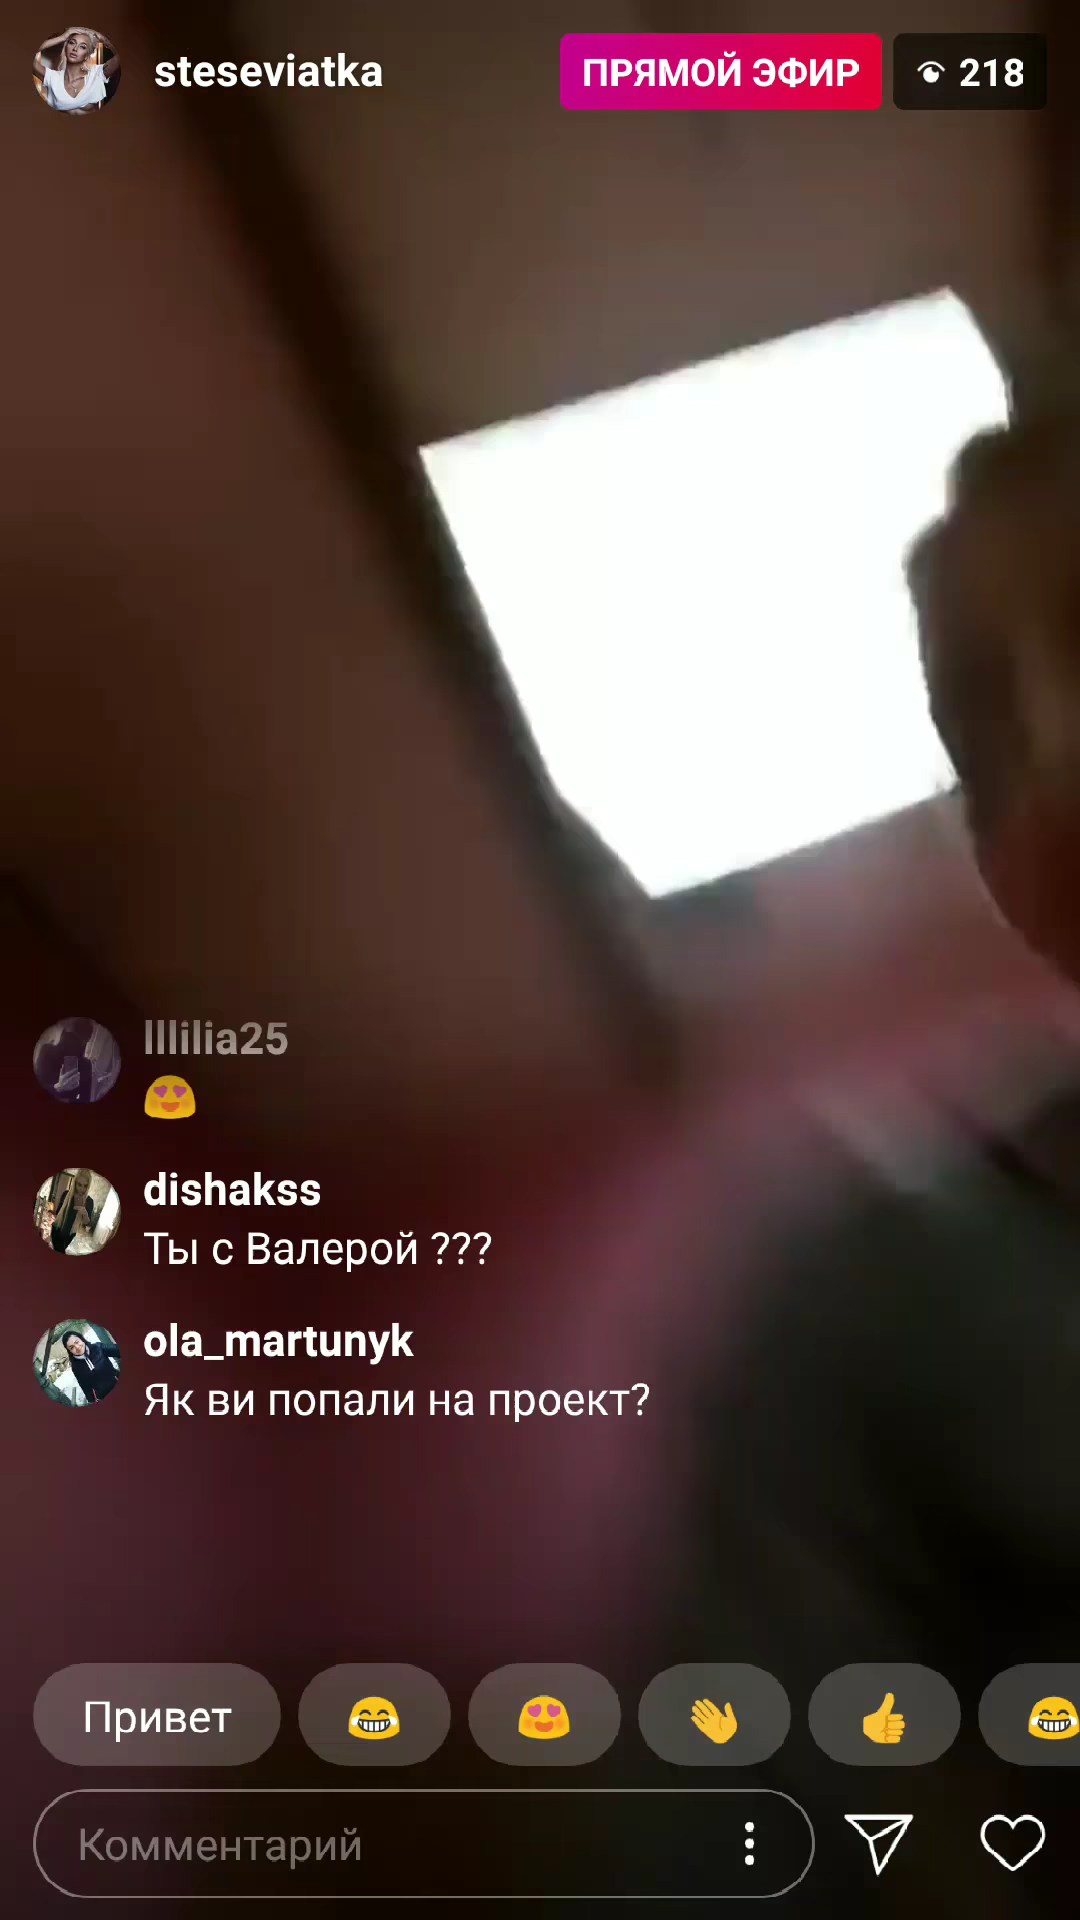 steseviatka
ПРЯМОЙ ЭФИР
218
lllilia25
😍
dishakss
Ты с Валерой ???
ola_martunyk
Як ви попали на проект?
Привет 😂 😍 👋 👍 😂
Комментарий